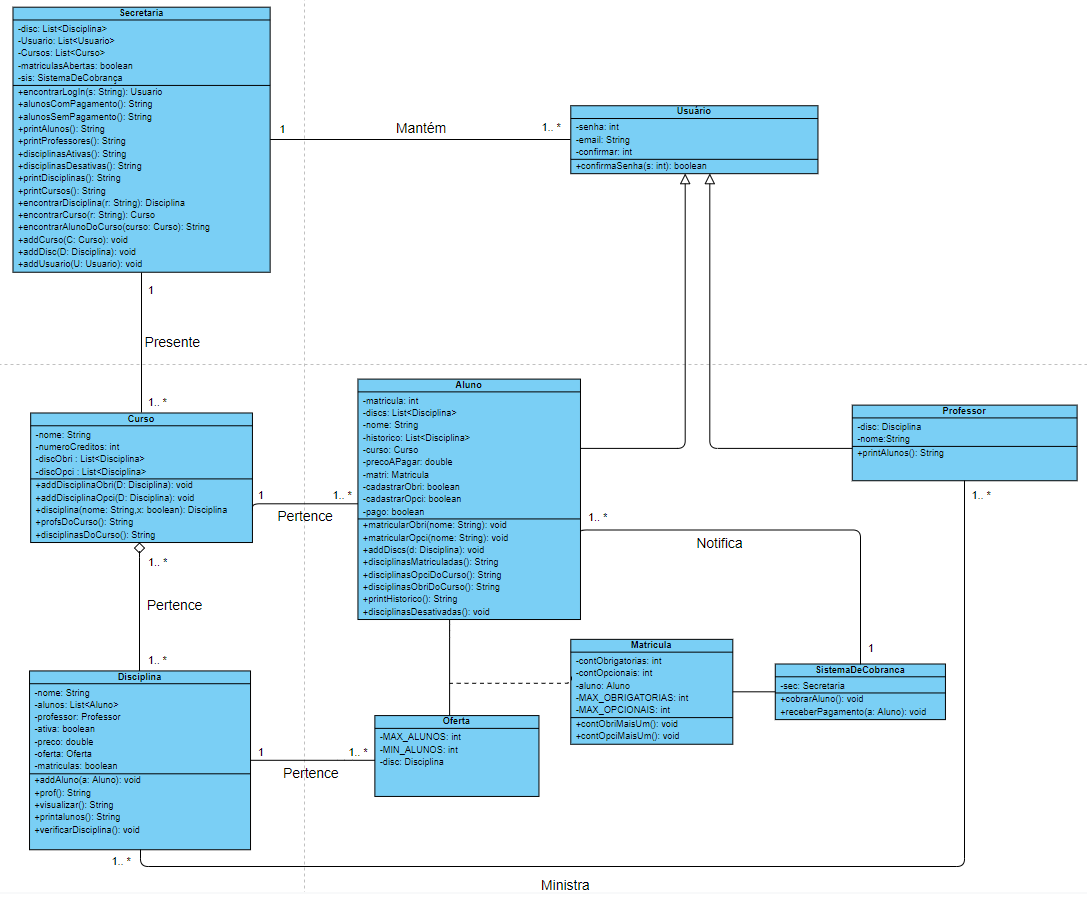 Secretaria
-disc: List<Disciplina>
-Usuario: List<Usuario>
-Cursos: List<Curso>
-matriculasAbertas: boolean
-sis: SistemaDeCobrança
+encontrarLogIn(s: String): Usuario
+alunosComPagamento(): String
+alunosSemPagamento(): String
+printAlunos(): String
+printProfessores(): String
+disciplinasAtivas(): String
+disciplinasDesativas(): String
+printDisciplinas(): String
+printCursos(): String
+encontrarDisciplina(r: String): Disciplina
+encontrarCurso(r: String): Curso
+encontrarAlunoDoCurso(curso: Curso): String
+addCurso(C: Curso): void
+addDisc(D: Disciplina): void
+addUsuario(U: Usuario): void
1
Mantém
1.. *
Usuário
-senha: int
-email: String
-confirmar: int
+confirmaSenha(s: int): boolean
1
Presente
1.. *
Curso
-nome: String
-numeroCreditos: int
-discObri : List<Disciplina>
-discOpci : List<Disciplina>
+addDisciplinaObri(D: Disciplina): void
+addDisciplinaOpci(D: Disciplina): void
+disciplina(nome: String,x: boolean): Disciplina
+profsDoCurso(): String
+disciplinasDoCurso(): String
1
1.. *
Pertence
Aluno
-matricula: int
-discs: List<Disciplina>
-nome: String
-historico: List<Disciplina>
-curso: Curso
-precoAPagar: double
-matri: Matricula
-cadastrarObri: boolean
-cadastrarOpci: boolean
-pago: boolean
+matricularObri(nome: String): void
+matricularOpci(nome: String): void
+addDiscs(d: Disciplina): void
+disciplinasMatriculadas(): String
+disciplinasOpciDoCurso(): String
+disciplinasObriDoCurso(): String
+printHistorico(): String
+disciplinasDesativadas(): void
Professor
-disc: Disciplina
-nome:String
+printAlunos(): String
1.. *
1.. *
Notifica
1
1.. *
Pertence
1.. *
Disciplina
-nome: String
-alunos: List<Aluno>
-professor: Professor
-ativa: boolean
-preco: double
-oferta: Oferta
-matriculas: boolean
+addAluno(a: Aluno): void
+prof(): String
+visualizar(): String
+printalunos(): String
+verificarDisciplina(): void
1
1.. *
Pertence
Oferta
-MAX_ALUNOS: int
-MIN_ALUNOS: int
-disc: Disciplina
Matricula
-contObrigatorias: int
-contOpcionais: int
-aluno: Aluno
-MAX_OBRIGATORIAS: int
-MAX_OPCIONAIS: int
+contObriMaisUm(): void
+contOpciMaisUm(): void
SistemaDeCobranca
-sec: Secretaria
+cobrarAluno(): void
+receberPagamento(a: Aluno): void
1.. *
Ministra